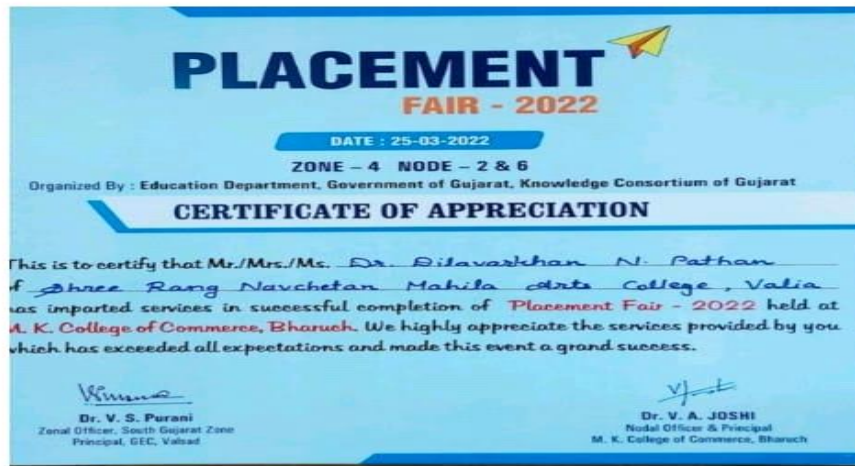 PLACEMENT
FAIR - 2022
DATE : 25-03-2022
ZONE – 4 NODE – 2 & 6
Organized By : Education Department, Government of Gujarat, Knowledge Consortium of Gujarat
CERTIFICATE OF APPRECIATION
This is to certify that Mr./Mrs./Ms. Dr. Dilavarkhan N. Pathan
of Shree Rang Navchetan Mahila Arts College, Valia
has imparted services in successful completion of Placement Fair - 2022 held at
M. K. College of Commerce, Bharuch. We highly appreciate the services provided by you
which has exceeded all expectations and made this event a grand success.
Dr. V. S. Purani
Zonal Officer, South Gujarat Zone
Principal, GEC, Valsad
Dr. V. A. JOSHI
Nodal Officer & Principal
M. K. College of Commerce, Bharuch